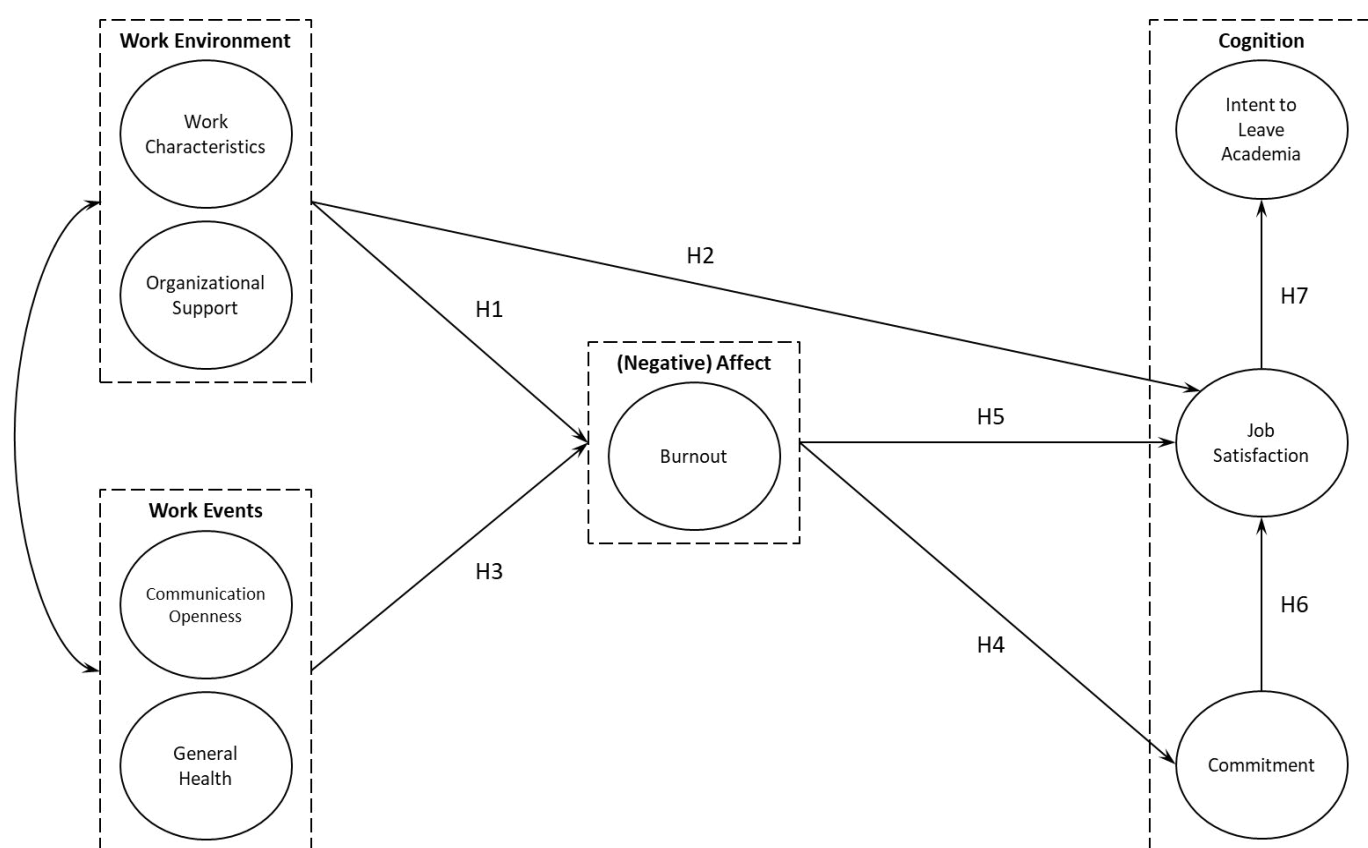 Work Environment
Work
Characteristics
Organizational
Support
H1
H2
Work Events
Communication
Openness
General
Health
H3
(Negative) Affect
Burnout
H5
H4
Cognition
Intent to
Leave
Academia
H7
Job
Satisfaction
H6
Commitment